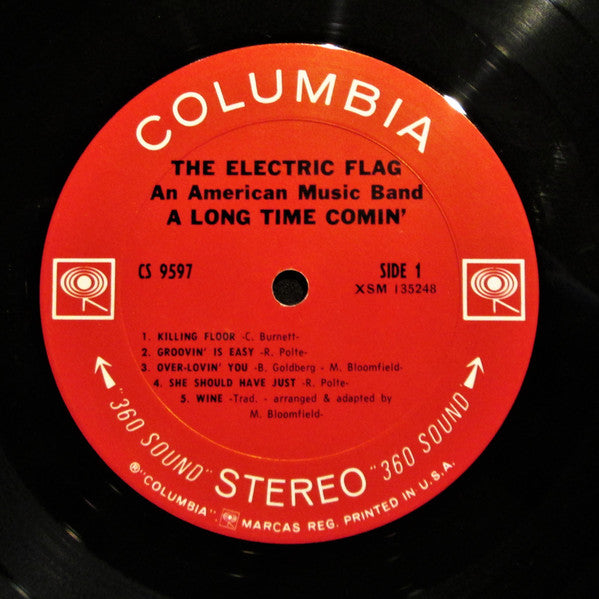 COLUMBIA
THE ELECTRIC FLAG
An American Music Band
A LONG TIME COMIN'
CS 9597
SIDE 1
XSM 135248
1. KILLING FLOOR -C. Burnett-
2. GROOVIN' IS EASY -R. Polte-
3. OVER-LOVIN' YOU -B. Goldberg - M. Bloomfield-
4. SHE SHOULD HAVE JUST -R. Polte-
5. WINE -Trad. - arranged & adapted by
M. Bloomfield-
"360 SOUND" STEREO "360 SOUND"
®"COLUMBIA", MARCAS REG. PRINTED IN U.S.A.